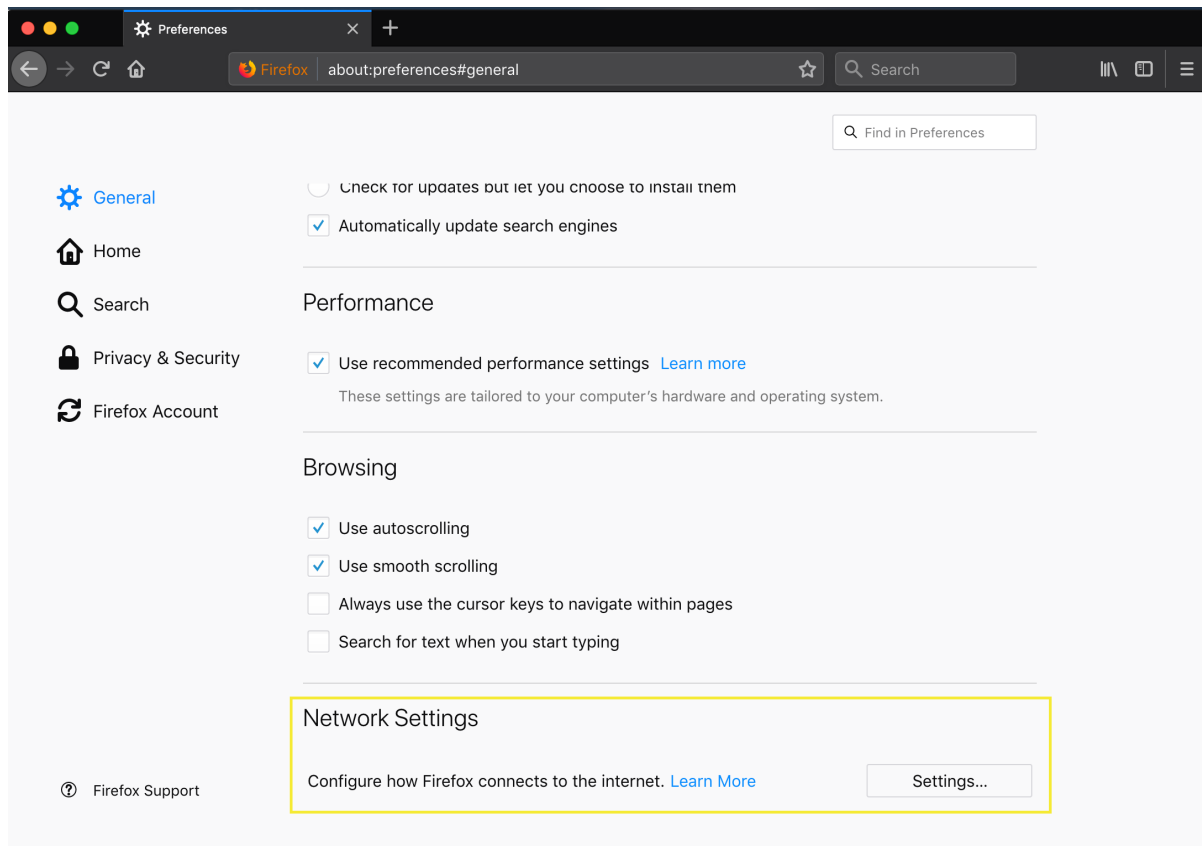 Preferences
Firefox about:preferences#general Search
Find in Preferences
General
Home
Search
Privacy & Security
Firefox Account
Firefox Support
Check for updates but let you choose to install them
Automatically update search engines
Performance
Use recommended performance settings Learn more
These settings are tailored to your computer’s hardware and operating system.
Browsing
Use autoscrolling
Use smooth scrolling
Always use the cursor keys to navigate within pages
Search for text when you start typing
Network Settings
Configure how Firefox connects to the internet. Learn More Settings...